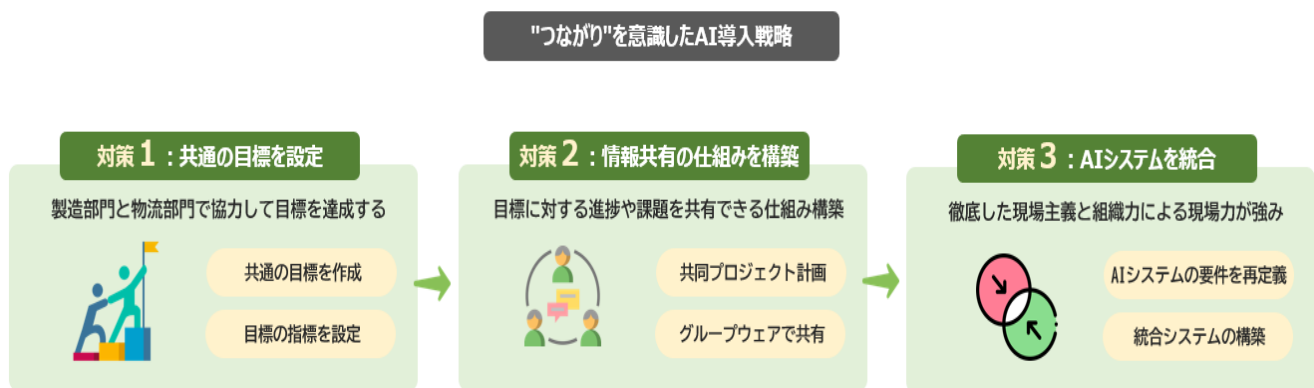 "つながり"を意識したAI導入戦略
対策1：共通の目標を設定
製造部門と物流部門で協力して目標を達成する
共通の目標を作成
目標の指標を設定
対策2：情報共有の仕組みを構築
目標に対する進捗や課題を共有できる仕組み構築
共同プロジェクト計画
グループウェアで共有
対策3：AIシステムを統合
徹底した現場主義と組織力による現場力が強み
AIシステムの要件を再定義
統合システムの構築